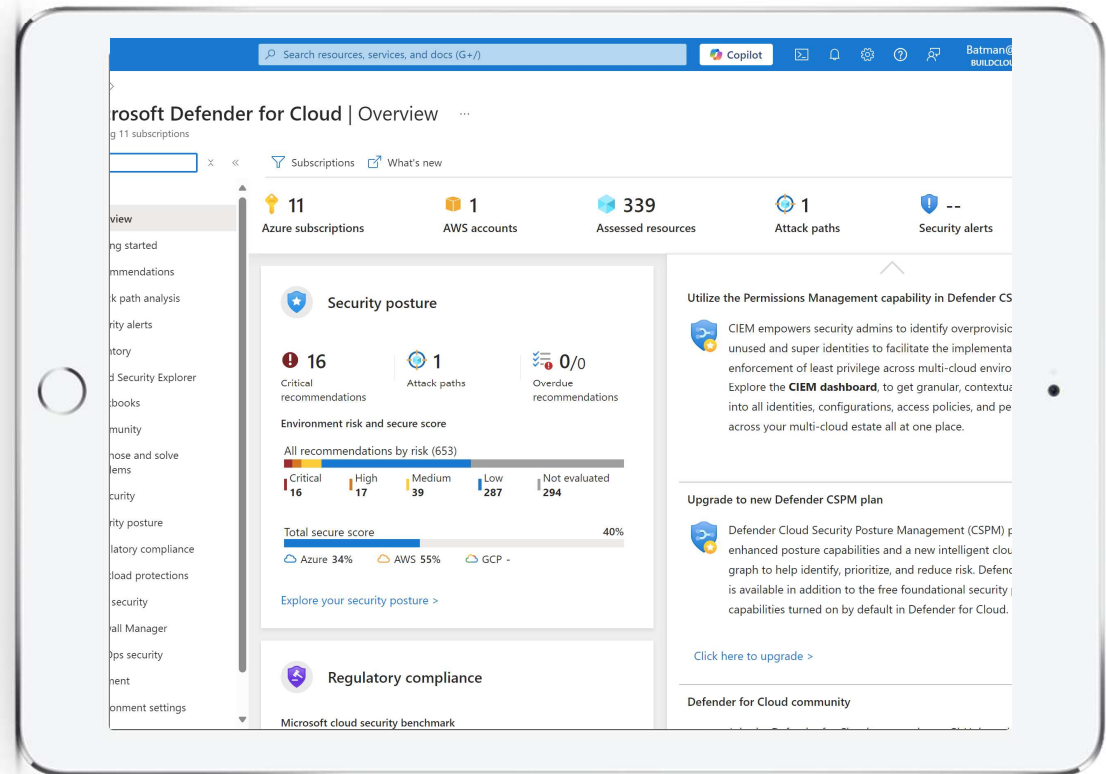 Search resources, services, and docs (G+/)
Copilot
Batman@
BUILDCLOU
rosoft Defender for Cloud | Overview ...
g 11 subscriptions
Subscriptions
What's new
11
Azure subscriptions
1
AWS accounts
339
Assessed resources
1
Attack paths
--
Security alerts
view
ng started
mmendations
k path analysis
rity alerts
tory
d Security Explorer
kbooks
munity
nose and solve
lems
curity
rity posture
latory compliance
kload protections
security
all Manager
Ops security
ment
onment settings
Security posture
16
Critical
recommendations
1
Attack paths
0/0
Overdue
recommendations
Environment risk and secure score
All recommendations by risk (653)
Critical
16
High
17
Medium
39
Low
287
Not evaluated
294
Total secure score
40%
Azure 34%
AWS 55%
GCP -
Explore your security posture >
Regulatory compliance
Microsoft cloud security benchmark
Utilize the Permissions Management capability in Defender CS
CIEM empowers security admins to identify overprovisio
unused and super identities to facilitate the implementa
enforcement of least privilege across multi-cloud enviro
Explore the CIEM dashboard, to get granular, contextua
into all identities, configurations, access policies, and pe
across your multi-cloud estate all at one place.
Upgrade to new Defender CSPM plan
Defender Cloud Security Posture Management (CSPM) p
enhanced posture capabilities and a new intelligent clou
graph to help identify, prioritize, and reduce risk. Defend
is available in addition to the free foundational security
capabilities turned on by default in Defender for Cloud.
Click here to upgrade >
Defender for Cloud community